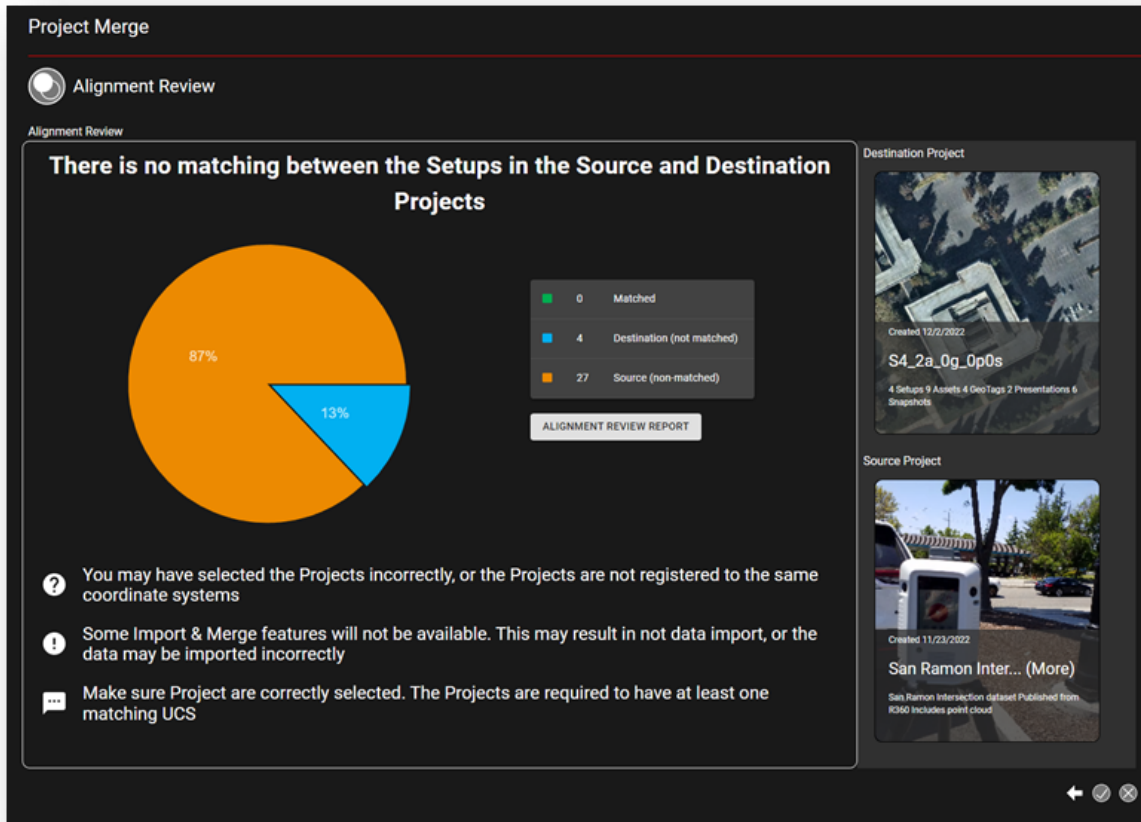 Project Merge
Alignment Review
Alignment Review
There is no matching between the Setups in the Source and Destination
Projects
87%
13%
0 Matched
4 Destination (not matched)
27 Source (non-matched)
ALIGNMENT REVIEW REPORT
You may have selected the Projects incorrectly, or the Projects are not registered to the same
coordinate systems
Some Import & Merge features will not be available. This may result in not data import, or the
data may be imported incorrectly
Make sure Project are correctly selected. The Projects are required to have at least one
matching UCS
Destination Project
Created 12/2/2022
S4_2a_0g_0p0s
4 Setups 9 Assets 4 GeoTags 2 Presentations 6
Snapshots
Source Project
Created 11/23/2022
San Ramon Inter... (More)
San Ramon Intersection dataset Published from
R360 Includes point cloud